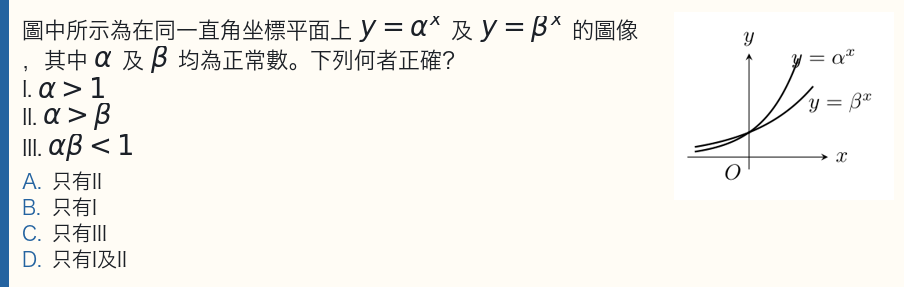 圖中所示為在同一直角坐標平面上 y = α^x 及 y = β^x 的圖像
，其中 α 及 β 均為正常數。下列何者正確?
I. α > 1
II. α > β
III. αβ < 1
A. 只有II
B. 只有I
C. 只有III
D. 只有I及II
y
y = α^x
y = β^x
x
O